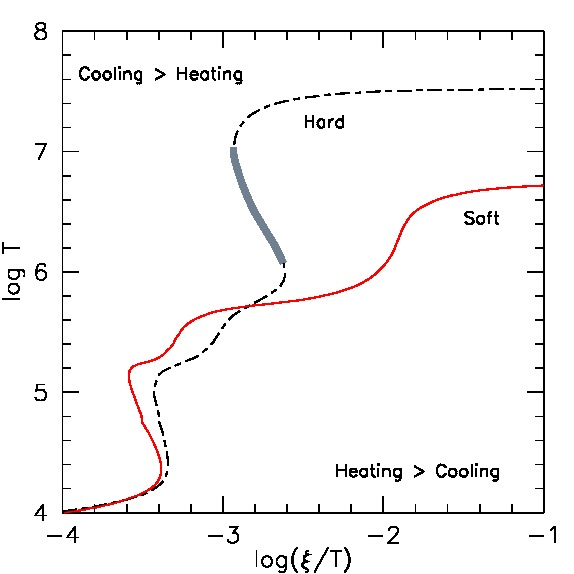 8
Cooling > Heating
Hard
7
Soft
log T
6
5
Heating > Cooling
4
−4
−3
−2
−1
log(ξ/T)